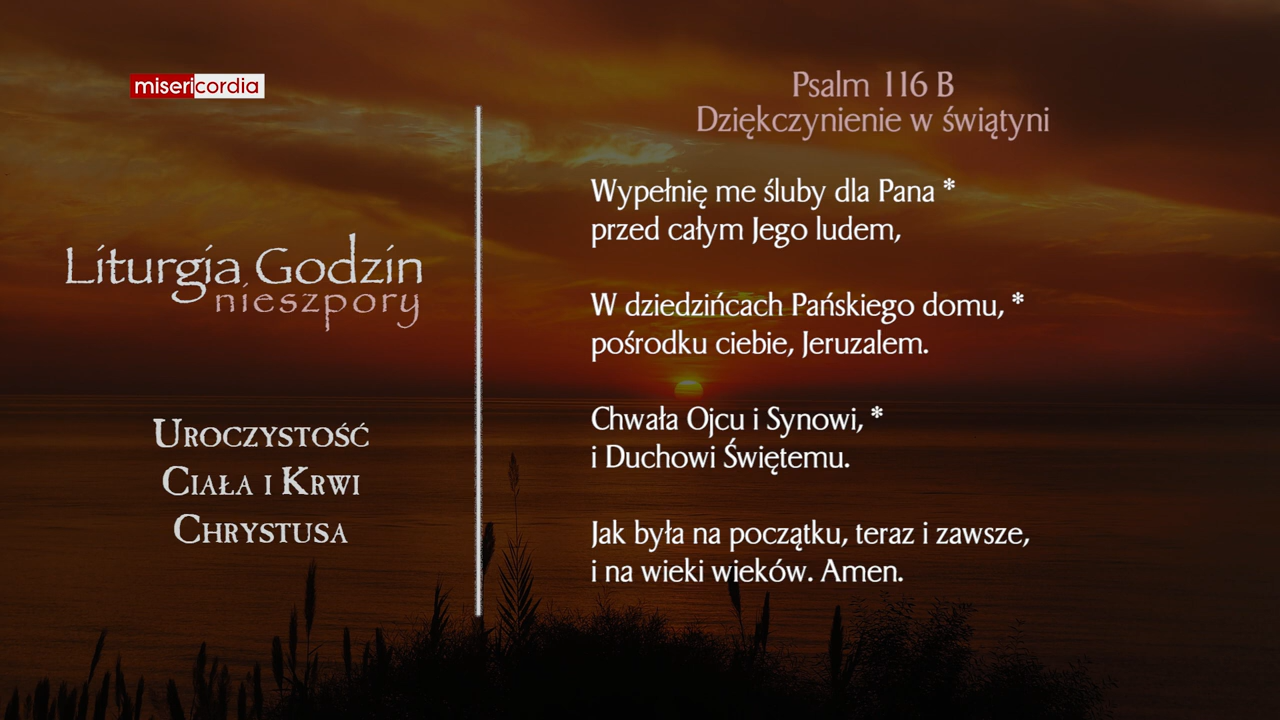 misericordia
Liturgia Godzin
nieszpory
Uroczystość
Ciała i Krwi
Chrystusa
Psalm 116 B
Dziękczynienie w świątyni
Wypełnię me śluby dla Pana *
przed całym Jego ludem,
W dziedzińcach Pańskiego domu, *
pośrodku ciebie, Jeruzalem.
Chwała Ojcu i Synowi, *
i Duchowi Świętemu.
Jak była na początku, teraz i zawsze,
i na wieki wieków. Amen.